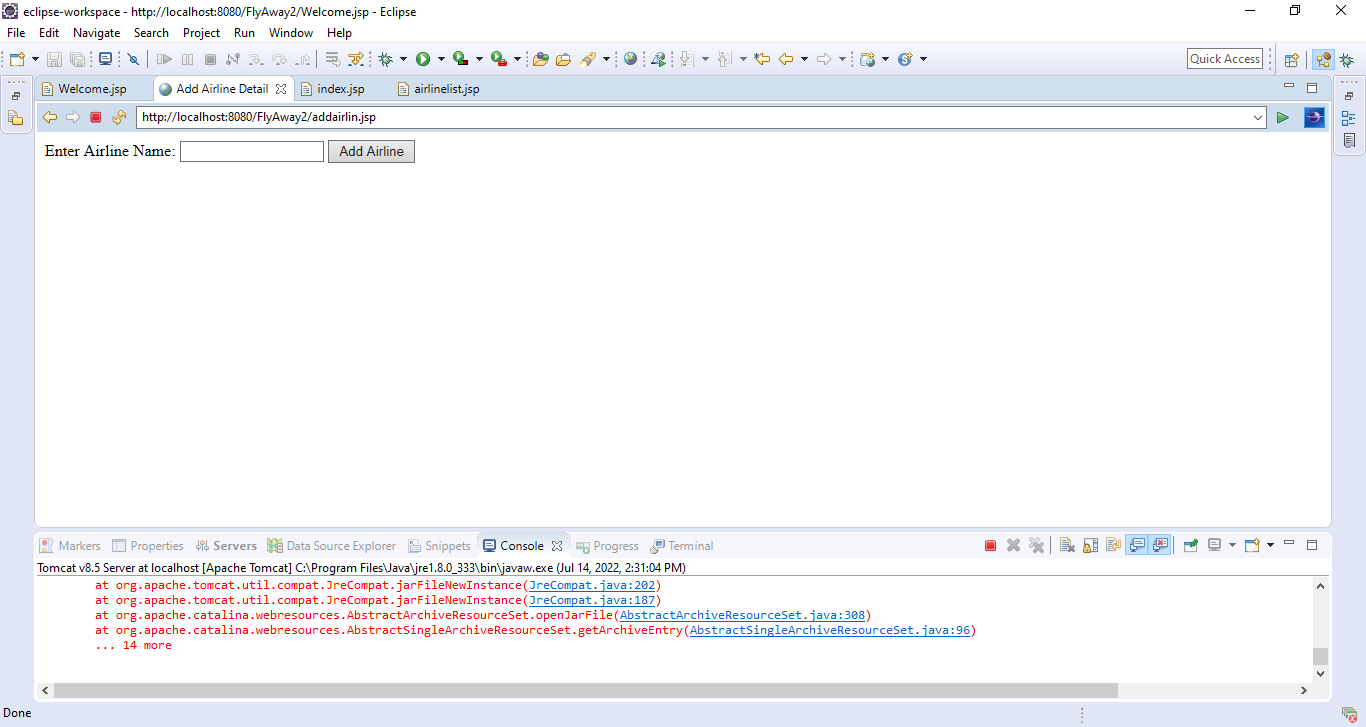 eclipse-workspace - http://localhost:8080/FlyAway2/Welcome.jsp - Eclipse
File Edit Navigate Search Project Run Window Help
Quick Access
Welcome.jsp Add Airline Detail index.jsp airlinelist.jsp
http://localhost:8080/FlyAway2/addairlin.jsp
Enter Airline Name: Add Airline
Markers Properties Servers Data Source Explorer Snippets Console Progress Terminal
Tomcat v8.5 Server at localhost [Apache Tomcat] C:\Program Files\Java\jre1.8.0_333\bin\javaw.exe (Jul 14, 2022, 2:31:04 PM)
at org.apache.tomcat.util.compat.JreCompat.jarFileNewInstance(JreCompat.java:202)
at org.apache.tomcat.util.compat.JreCompat.jarFileNewInstance(JreCompat.java:187)
at org.apache.catalina.webresources.AbstractArchiveResourceSet.openJarFile(AbstractArchiveResourceSet.java:308)
at org.apache.catalina.webresources.AbstractSingleArchiveResourceSet.getArchiveEntry(AbstractSingleArchiveResourceSet.java:96)
... 14 more
Done